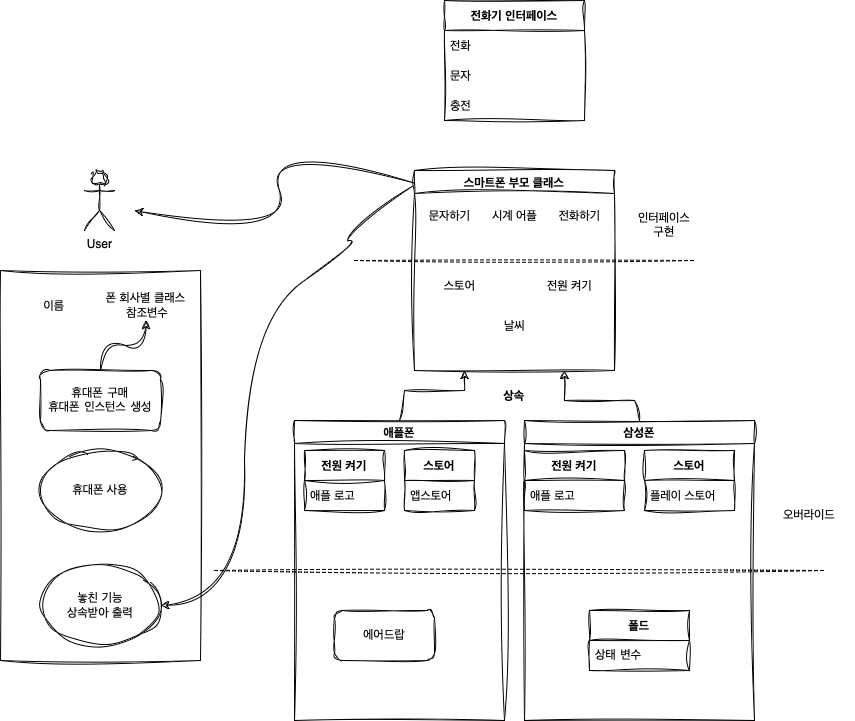 전화기 인터페이스
전화
문자
충전
스마트폰 부모 클래스
문자하기
시계 어플
전화하기
인터페이스
구현
User
스토어
전원 켜기
날씨
이름
폰 회사별 클래스
참조변수
휴대폰 구매
휴대폰 인스턴스 생성
상속
애플폰
삼성폰
전원 켜기
애플 로고
스토어
앱스토어
전원 켜기
애플 로고
스토어
플레이 스토어
휴대폰 사용
오버라이드
놓친 기능
상속받아 출력
에어드랍
폴드
상태 변수